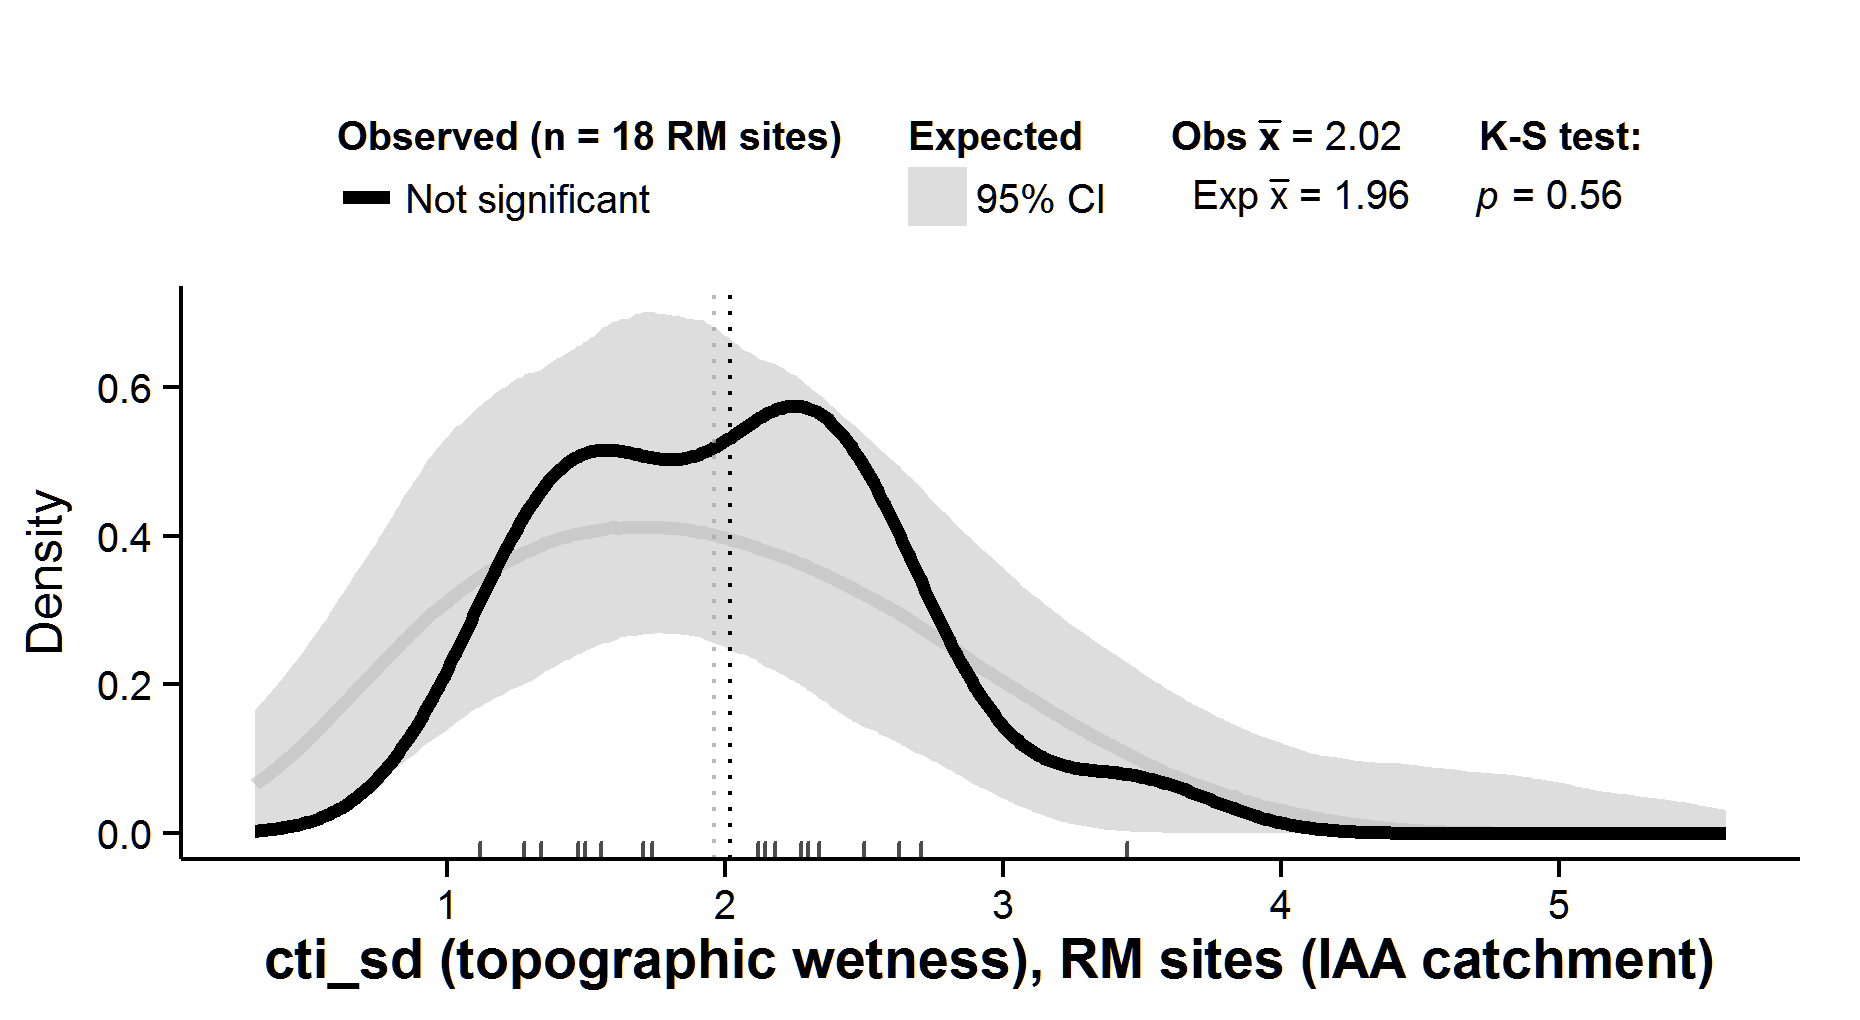 Observed (n = 18 RM sites) Expected Obs x̅ = 2.02 K-S test:
Not significant 95% CI Exp x̅ = 1.96 p = 0.56
Density
0.6
0.4
0.2
0.0
1 2 3 4 5
cti_sd (topographic wetness), RM sites (IAA catchment)